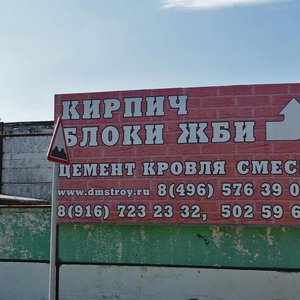 КИРПИЧ
БЛОКИ ЖБИ
ЦЕМЕНТ КРОВЛЯ СМЕС
www.dmstroy.ru 8(496) 576 39 0
8(916) 723 22 32, 502 59 6